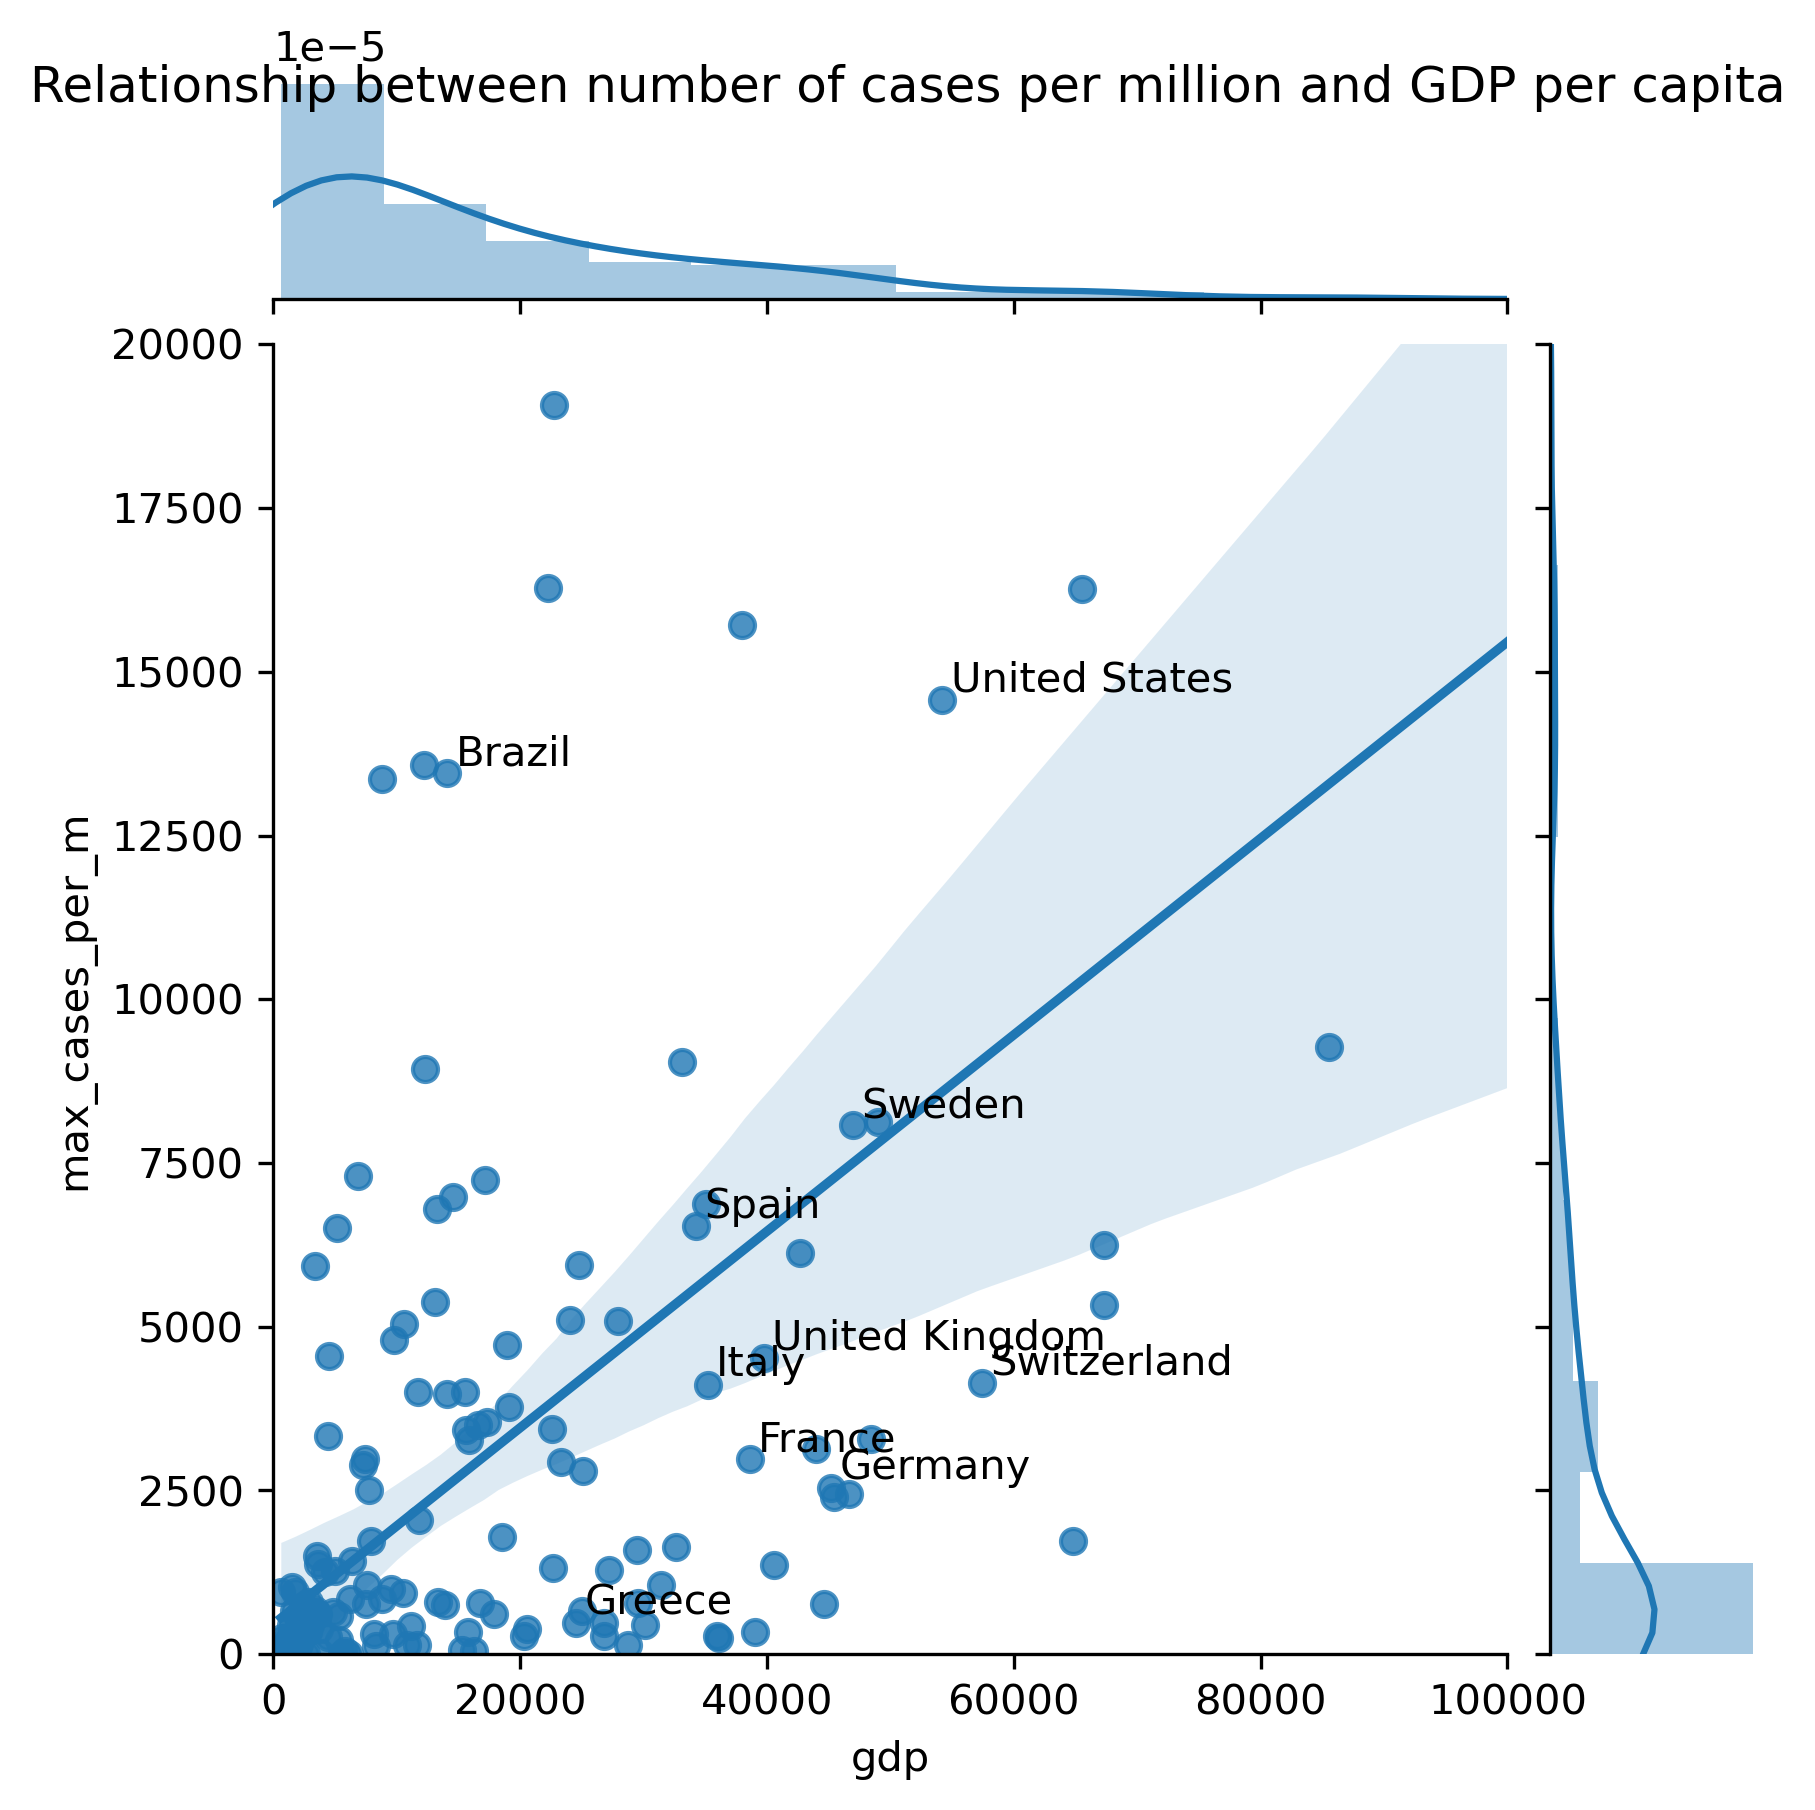 1e−5
Relationship between number of cases per million and GDP per capita
20000
17500
15000
12500
10000
7500
5000
2500
0
max_cases_per_m
United States
Brazil
Sweden
Spain
United Kingdom
Italy
Switzerland
France
Germany
Greece
0 20000 40000 60000 80000 100000
gdp